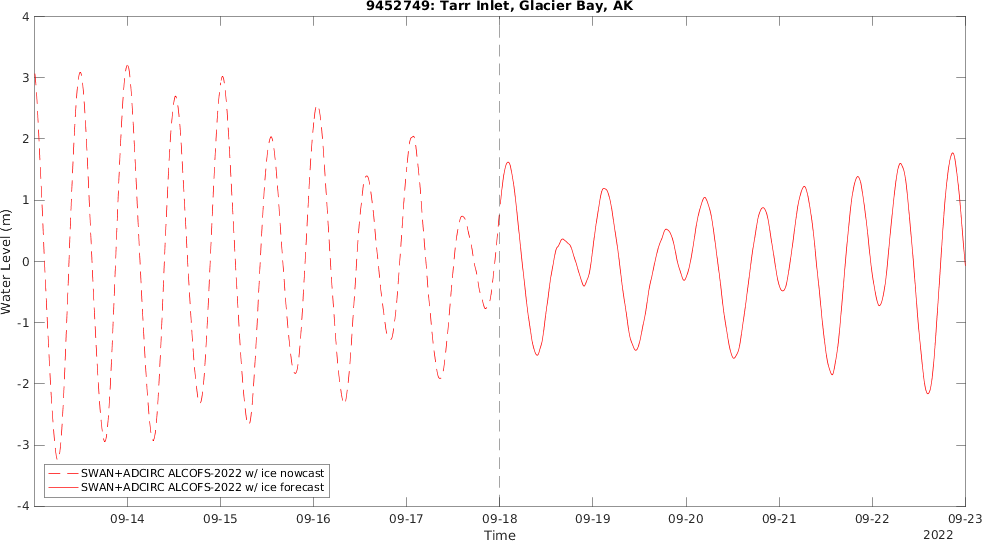 9452749: Tarr Inlet, Glacier Bay, AK
4
3
2
1
0
-1
-2
-3
-4
Water Level (m)
SWAN+ADCIRC ALCOFS-2022 w/ ice nowcast
SWAN+ADCIRC ALCOFS-2022 w/ ice forecast
09-14 09-15 09-16 09-17 09-18 09-19 09-20 09-21 09-22 09-23
Time
2022